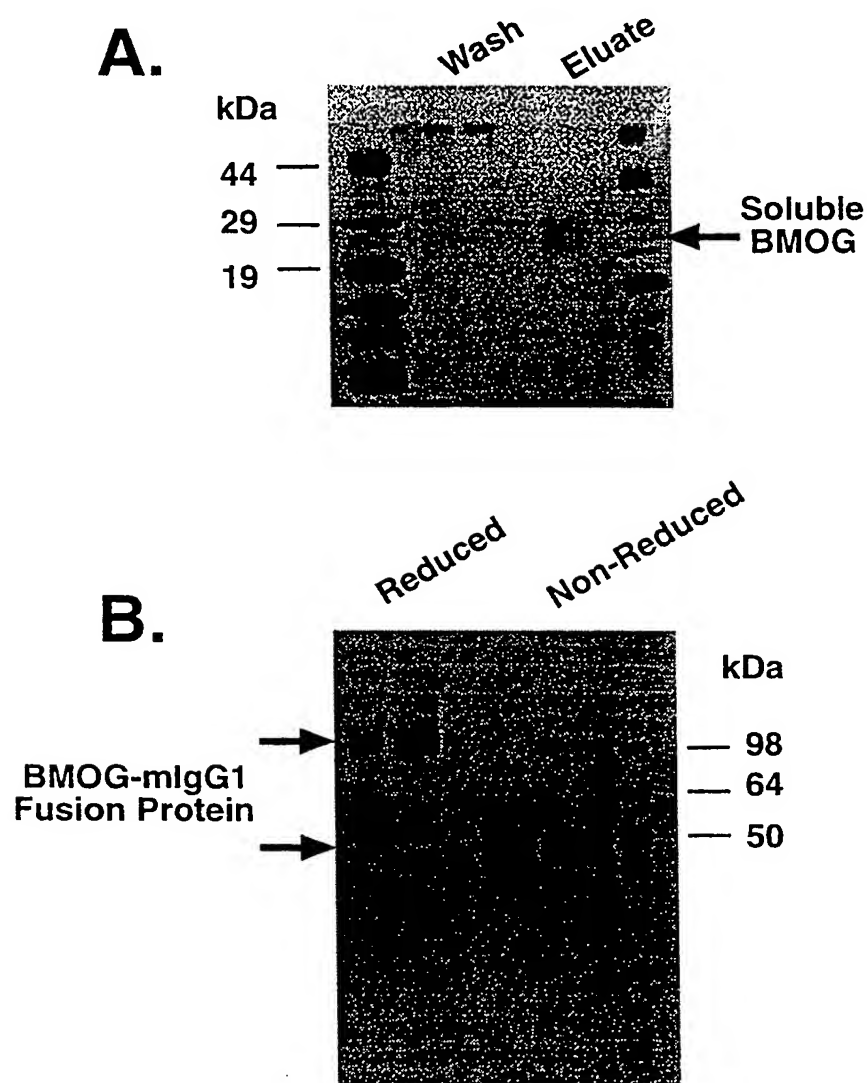 A.
Wash
Eluate
kDa
44
29
19
Soluble
BMOG
Reduced
Non-Reduced
B.
kDa
98
64
50
BMOG-mIgG1
Fusion Protein